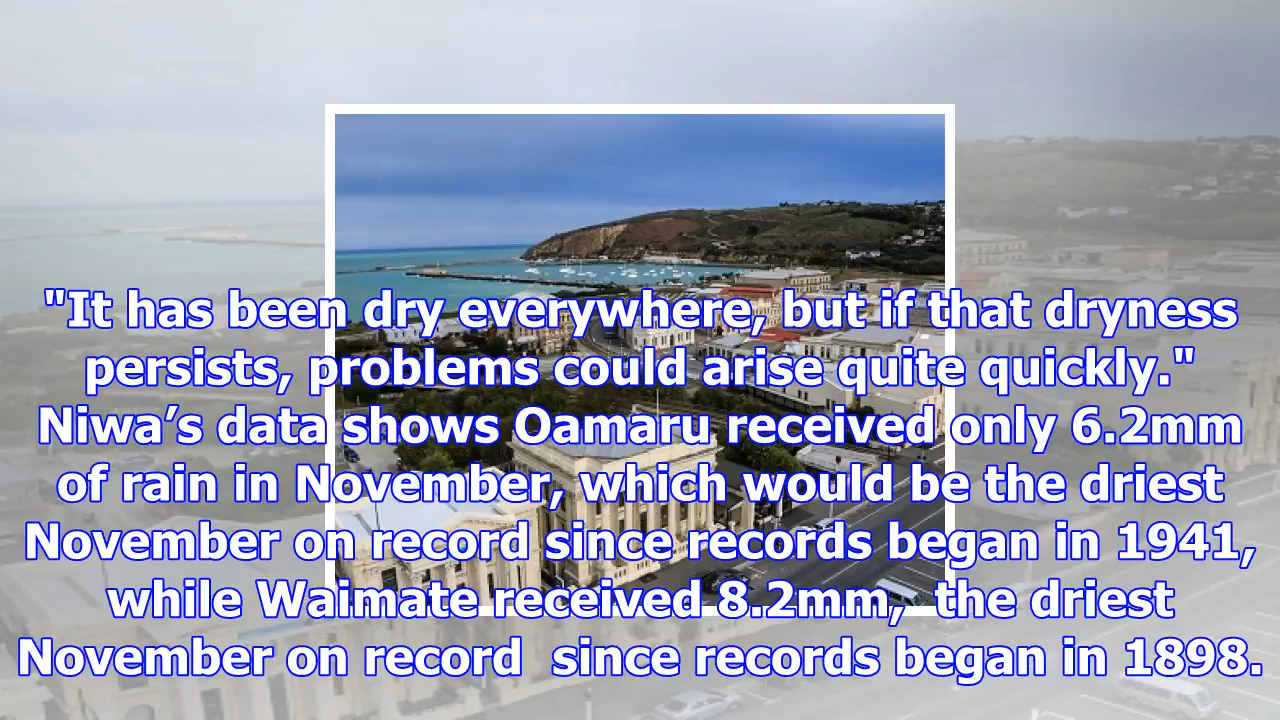 "It has been dry everywhere, but if that dryness
persists, problems could arise quite quickly."
Niwa’s data shows Oamaru received only 6.2mm
of rain in November, which would be the driest
November on record since records began in 1941,
while Waimate received 8.2mm,  the driest
November on record  since records began in 1898.